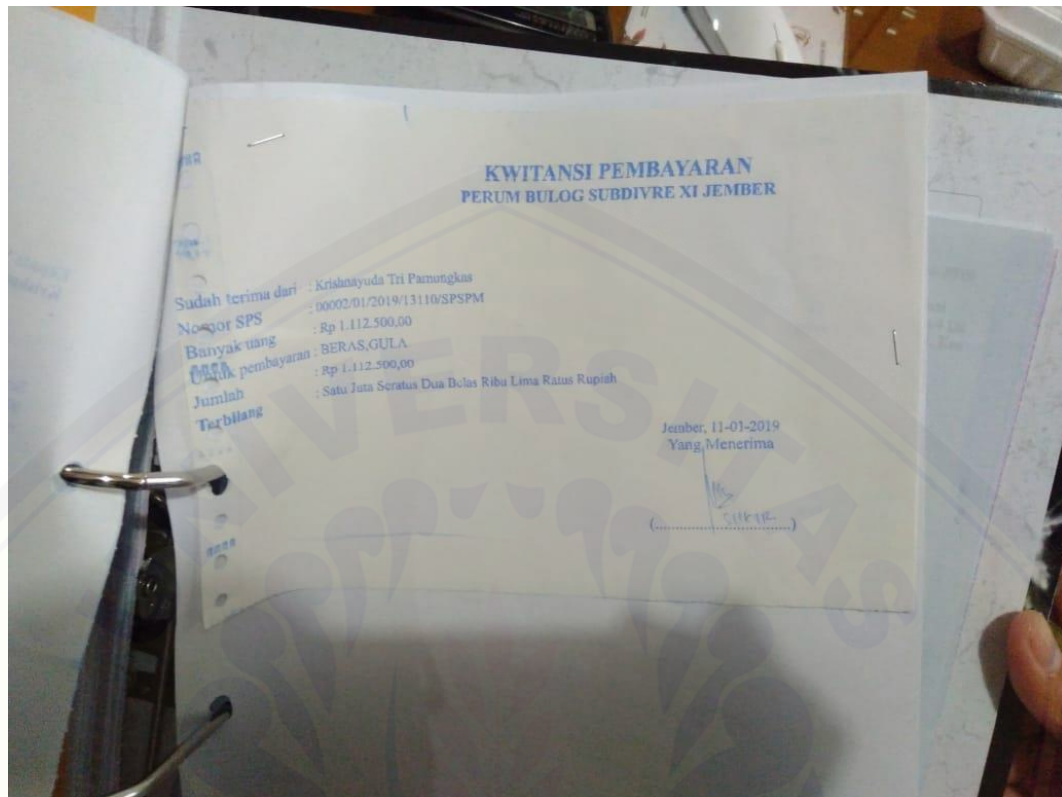 KWITANSI PEMBAYARAN
PERUM BULOG SUBDIVRE XI JEMBER
Sudah terima dari : Krishnayuda Tri Pamungkas
Nomor SPS : 00002/01/2019/13110/SPSPM
Banyak uang : Rp 1.112.500,00
Untuk pembayaran : BERAS,GULA
Jumlah : Rp 1.112.500,00
Terbilang : Satu Juta Seratus Dua Belas Ribu Lima Ratus Rupiah
Jember, 11-01-2019
Yang Menerima
(........................)
UNIVERSITAS